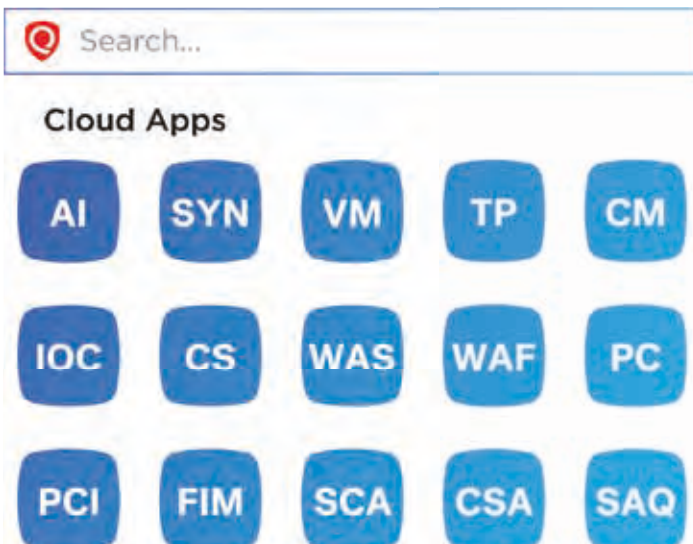 Search...
Cloud Apps
AI SYN VM TP CM
IOC CS WAS WAF PC
PCI FIM SCA CSA SAQ